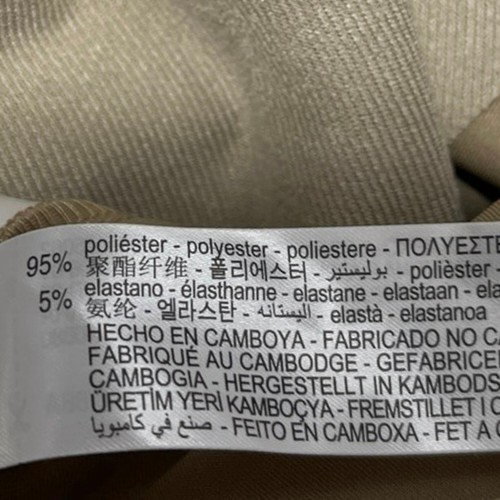 95% poliéster - polyester - poliestere - ΠΟΛΥΕΣΤΕ
聚酯纤维 - 폴리에스터 - بوليستير - polièster -
5% elastano - élasthanne - elastane - elastaan - ela
氨纶 - 엘라스탄 - اليستانه - elastà - elastanoa
HECHO EN CAMBOYA - FABRICADO NO CA
FABRIQUÉ AU CAMBODGE - GEFABRICEE
CAMBOGIA - HERGESTELLT IN KAMBODS
ÜRETİM YERİ KAMBOÇYA - FREMSTILLET I C
صنع في كامبويا - FEITO EN CAMBOXA - FET A C